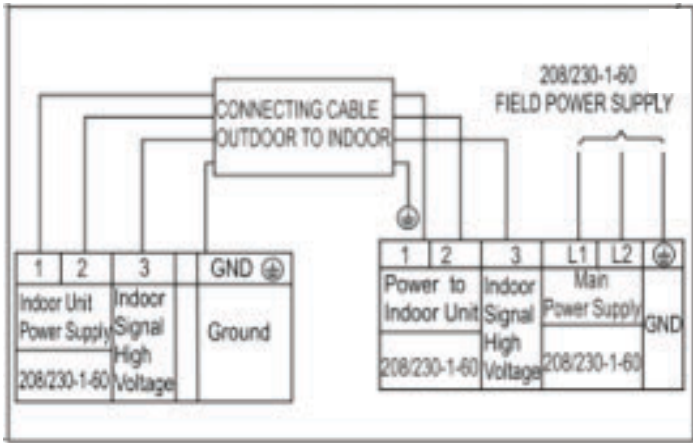 208/230-1-60
FIELD POWER SUPPLY
CONNECTING CABLE
OUTDOOR TO INDOOR
1 2 3 GND
Indoor Unit
Power Supply
208/230-1-60
Indoor
Signal
High
Voltage
Ground
1 2 3 L1 L2
Power to
Indoor Unit
208/230-1-60
Indoor
Signal
High
Voltage
Main
Power Supply
208/230-1-60
GND